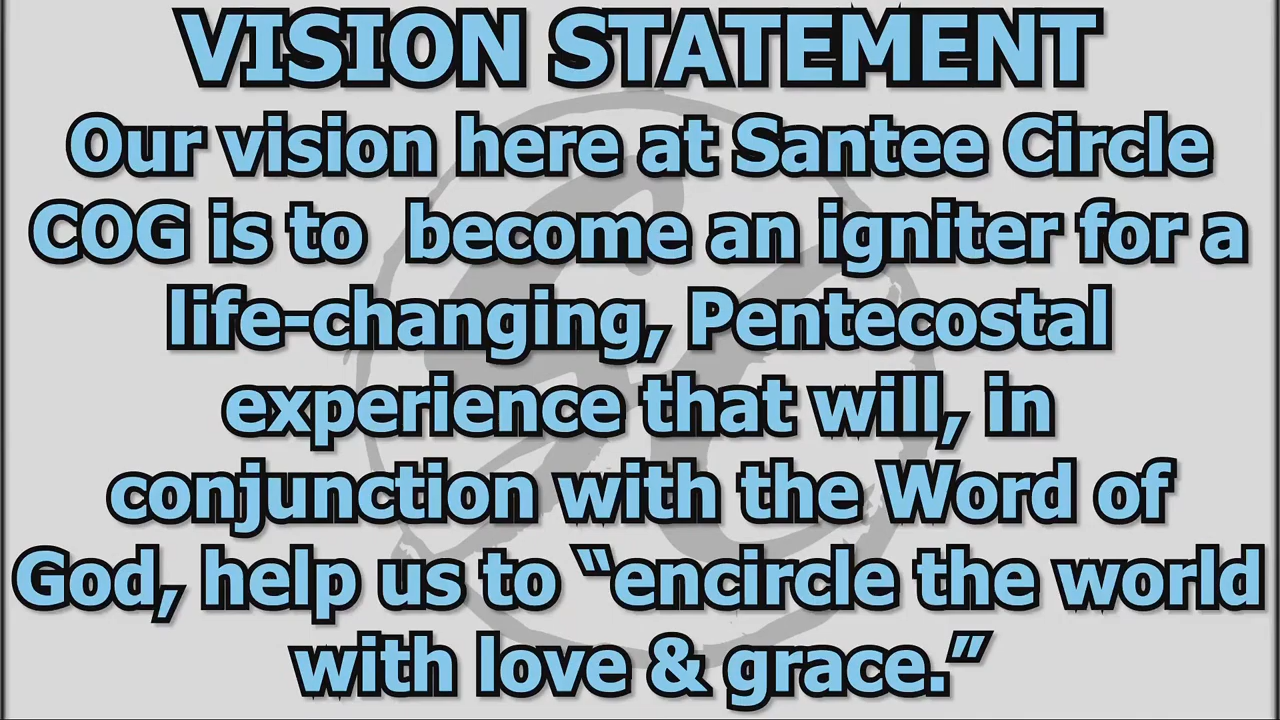 VISION STATEMENT
Our vision here at Santee Circle
COG is to  become an igniter for a
life-changing, Pentecostal
experience that will, in
conjunction with the Word of
God, help us to “encircle the world
with love & grace.”